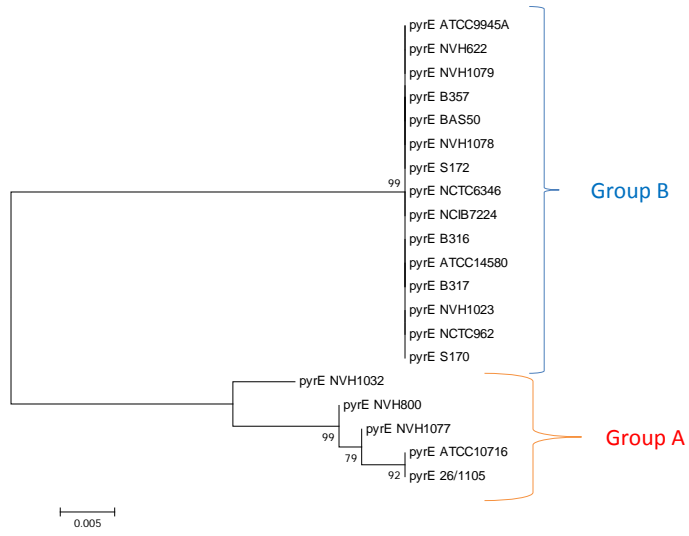 pyrE ATCC9945A
pyrE NVH622
pyrE NVH1079
pyrE B357
pyrE BAS50
pyrE NVH1078
pyrE S172
99
pyrE NCTC6346
Group B
pyrE NCIB7224
pyrE B316
pyrE ATCC14580
pyrE B317
pyrE NVH1023
pyrE NCTC962
pyrE S170
pyrE NVH1032
pyrE NVH800
pyrE NVH1077
99
Group A
pyrE ATCC10716
79
pyrE 26/1105
92
0.005